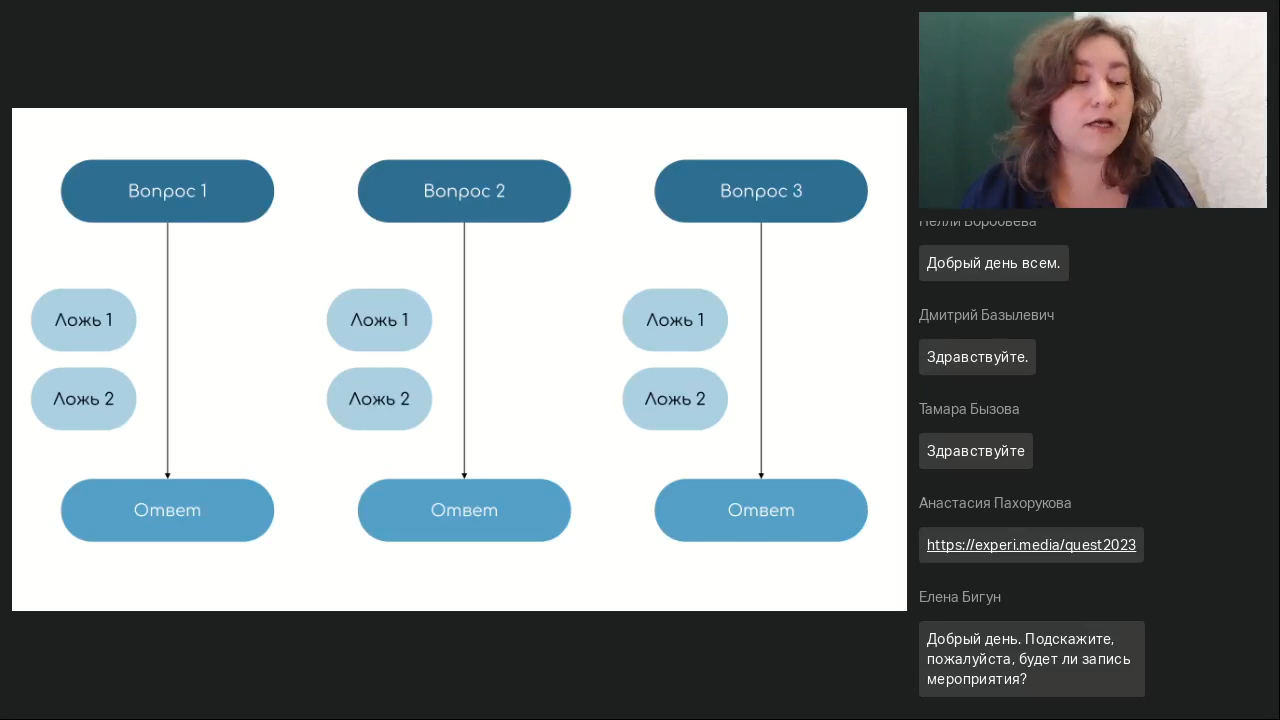 Вопрос 1
Вопрос 2
Вопрос 3
Ложь 1
Ложь 1
Ложь 1
Ложь 2
Ложь 2
Ложь 2
Ответ
Ответ
Ответ
Добрый день всем.
Дмитрий Базылевич
Здравствуйте.
Тамара Бызова
Здравствуйте
Анастасия Пахорукова
https://experi.media/quest2023
Елена Бигун
Добрый день. Подскажите,
пожалуйста, будет ли запись
мероприятия?